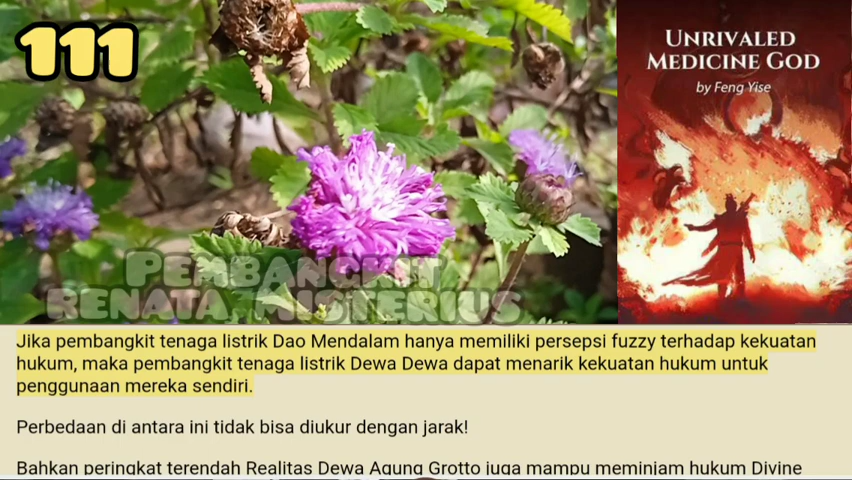 111
UNRIVALED
MEDICINE GOD
by Feng Yise
PEMBANGKIT
RENATA, MISTERIUS
Jika pembangkit tenaga listrik Dao Mendalam hanya memiliki persepsi fuzzy terhadap kekuatan
hukum, maka pembangkit tenaga listrik Dewa Dewa dapat menarik kekuatan hukum untuk
penggunaan mereka sendiri.
Perbedaan di antara ini tidak bisa diukur dengan jarak!
Bahkan peringkat terendah Realitas Dewa Agung Grotto juga mampu meminjam hukum Divine